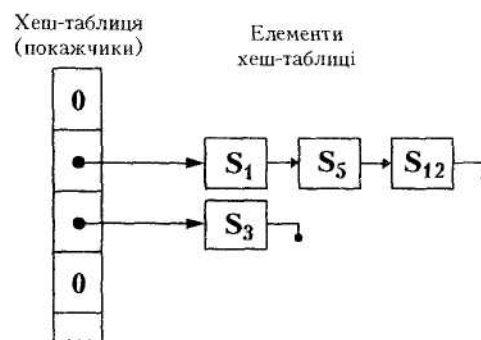 Хеш-таблиця
(покажчики)
Елементи
хеш-таблиці
0
S1 S5 S12
S3
0
...